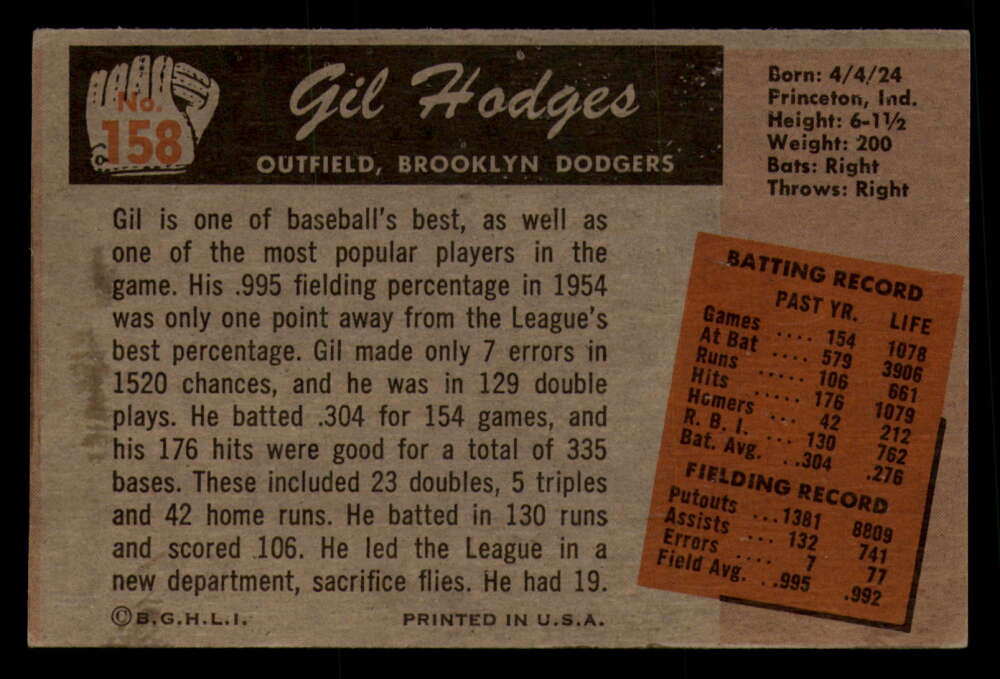 No.
158
Gil Hodges
OUTFIELD, BROOKLYN DODGERS
Born: 4/4/24
Princeton, Ind.
Height: 6-11½
Weight: 200
Bats: Right
Throws: Right
Gil is one of baseball's best, as well as
one of the most popular players in the
game. His .995 fielding percentage in 1954
was only one point away from the League's
best percentage. Gil made only 7 errors in
1520 chances, and he was in 129 double
plays. He batted .304 for 154 games, and
his 176 hits were good for a total of 335
bases. These included 23 doubles, 5 triples
and 42 home runs. He batted in 130 runs
and scored 106. He led the League in a
new department, sacrifice flies. He had 19.
BATTING RECORD
PAST YR. LIFE
Games .... 154 1078
At Bat .... 579 3906
Runs ..... 106 661
Hits ..... 176 1079
Homers ... 42 212
R. B. I. ... 130 762
Bat. Avg. ..304 .276
FIELDING RECORD
Putouts ...1381 8809
Assists ... 132 741
Errors .... 7 77
Field Avg. ..995 .992
©B.G.H.L.I. PRINTED IN U.S.A.